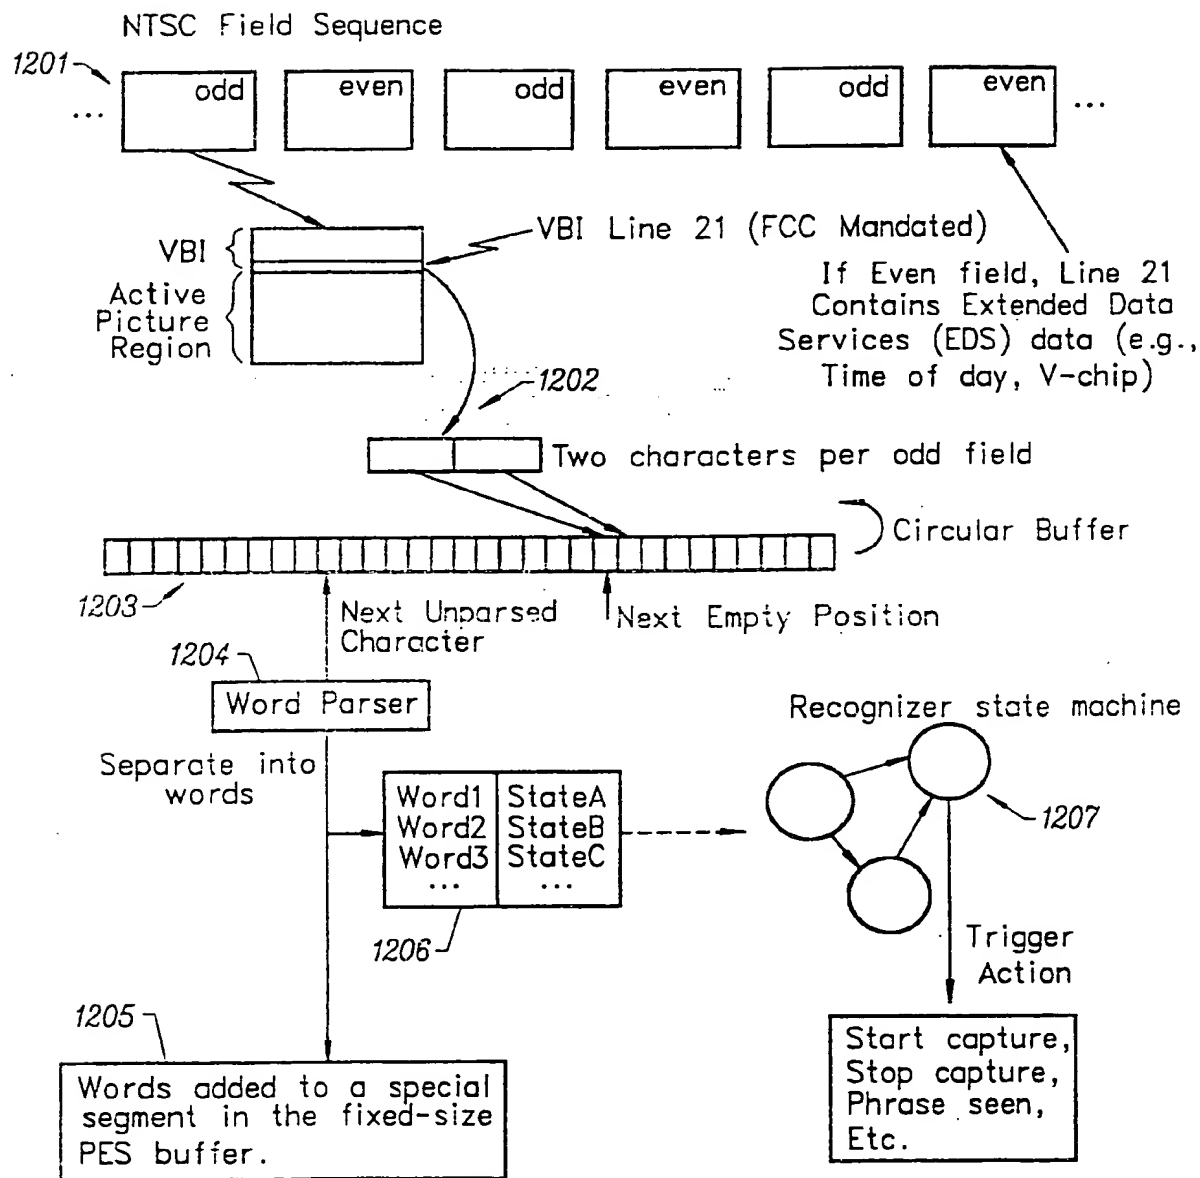 NTSC Field Sequence
1201
...
odd
even
odd
even
odd
even
...
VBI
VBI Line 21 (FCC Mandated)
Active
Picture
Region
If Even field, Line 21
Contains Extended Data
Services (EDS) data (e.g.,
Time of day, V-chip)
1202
Two characters per odd field
Circular Buffer
1203
Next Unparsed
Character
Next Empty Position
1204
Word Parser
Separate into
words
Word1 StateA
Word2 StateB
Word3 StateC
... ...
1206
Recognizer state machine
1207
Trigger
Action
Start capture,
Stop capture,
Phrase seen,
Etc.
1205
Words added to a special
segment in the fixed-size
PES buffer.